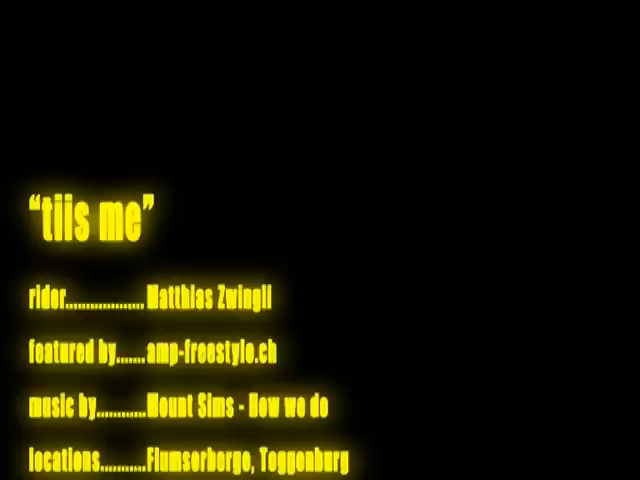 “tiis me”
rider...................Matthias Zwingli
featured by.......amp-freestyle.ch
music by............Mount Sims - How we do
locations...........Flumserberge, Toggenburg